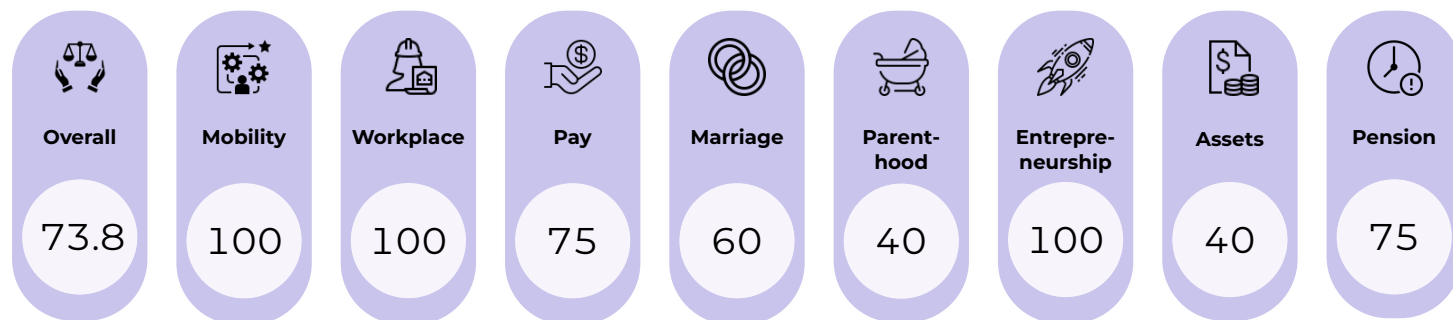 Overall
73.8
Mobility
100
Workplace
100
$
Pay
75
Marriage
60
Parent-
hood
40
Entrepre-
neurship
100
$
Assets
40
Pension
75